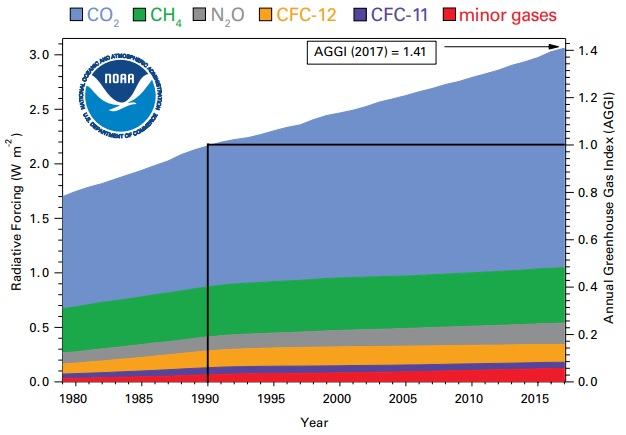 CO₂ CH₄ N₂O CFC-12 CFC-11 minor gases
AGGI (2017) = 1.41
NATIONAL OCEANIC AND ATMOSPHERIC ADMINISTRATION
NOAA
U.S. DEPARTMENT OF COMMERCE
Radiative Forcing (W m⁻²)
3.0
2.5
2.0
1.5
1.0
0.5
0.0
1.4
1.2
1.0
0.8
0.6
0.4
0.2
0.0
Annual Greenhouse Gas Index (AGGI)
1980 1985 1990 1995 2000 2005 2010 2015
Year